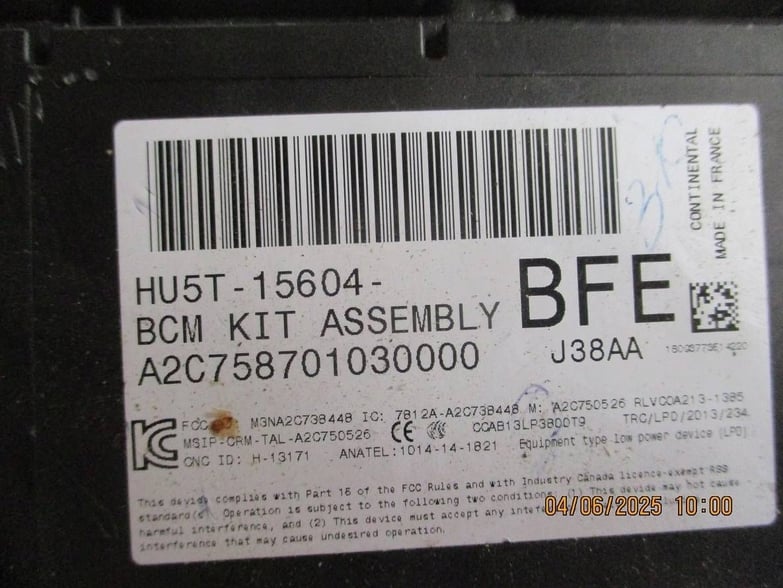 HU5T-15604-
BFE
BCM KIT ASSEMBLY
A2C758701030000
J38AA
CONTINENTAL
MADE IN FRANCE
FCC M3NA2C738448 IC: 7812A-A2C738448 M: A2C750526 RLVCOA213-1385
MSIP-CRM-TAL-A2C750526 CE CCAB13LP3800T9 TRC/LPD/2013/234
CNC ID: H-13171 ANATEL:1014-14-1821 Equipment type low power device (LPD)
This device complies with Part 15 of the FCC Rules and with Industry Canada licence-exempt RSS
standard(s). Operation is subject to the following two conditions: (1) This device may not cause
harmful interference, and (2) This device must accept any
interference that may cause undesired operation.
04/06/2025 10:00